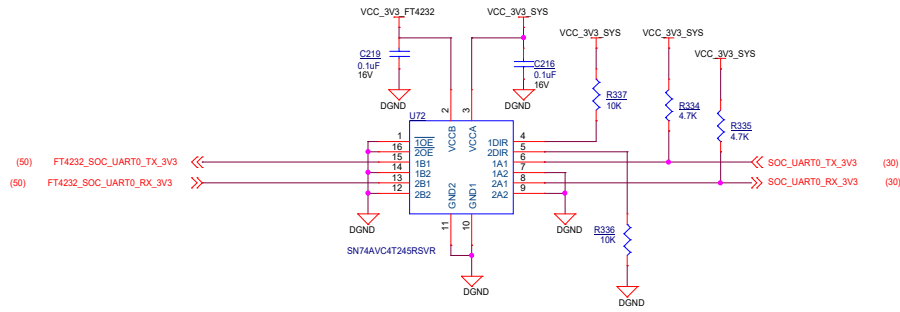 VCC_3V3_FT4232
VCC_3V3_SYS
VCC_3V3_SYS
VCC_3V3_SYS
VCC_3V3_SYS
C219
0.1uF
16V
C216
0.1uF
16V
R337
10K
R334
4.7K
R335
4.7K
DGND
DGND
U72
2
3
VCCB
VCCA
1
16
15
14
13
12
1OE
2OE
1B1
1B2
2B1
2B2
1DIR
2DIR
1A1
1A2
2A1
2A2
4
5
6
7
8
9
GND2
GND1
11
10
(50) FT4232_SOC_UART0_TX_3V3
(50) FT4232_SOC_UART0_RX_3V3
SOC_UART0_TX_3V3 (30)
SOC_UART0_RX_3V3 (30)
DGND
DGND
R336
10K
SN74AVC4T245RSVR
DGND
DGND